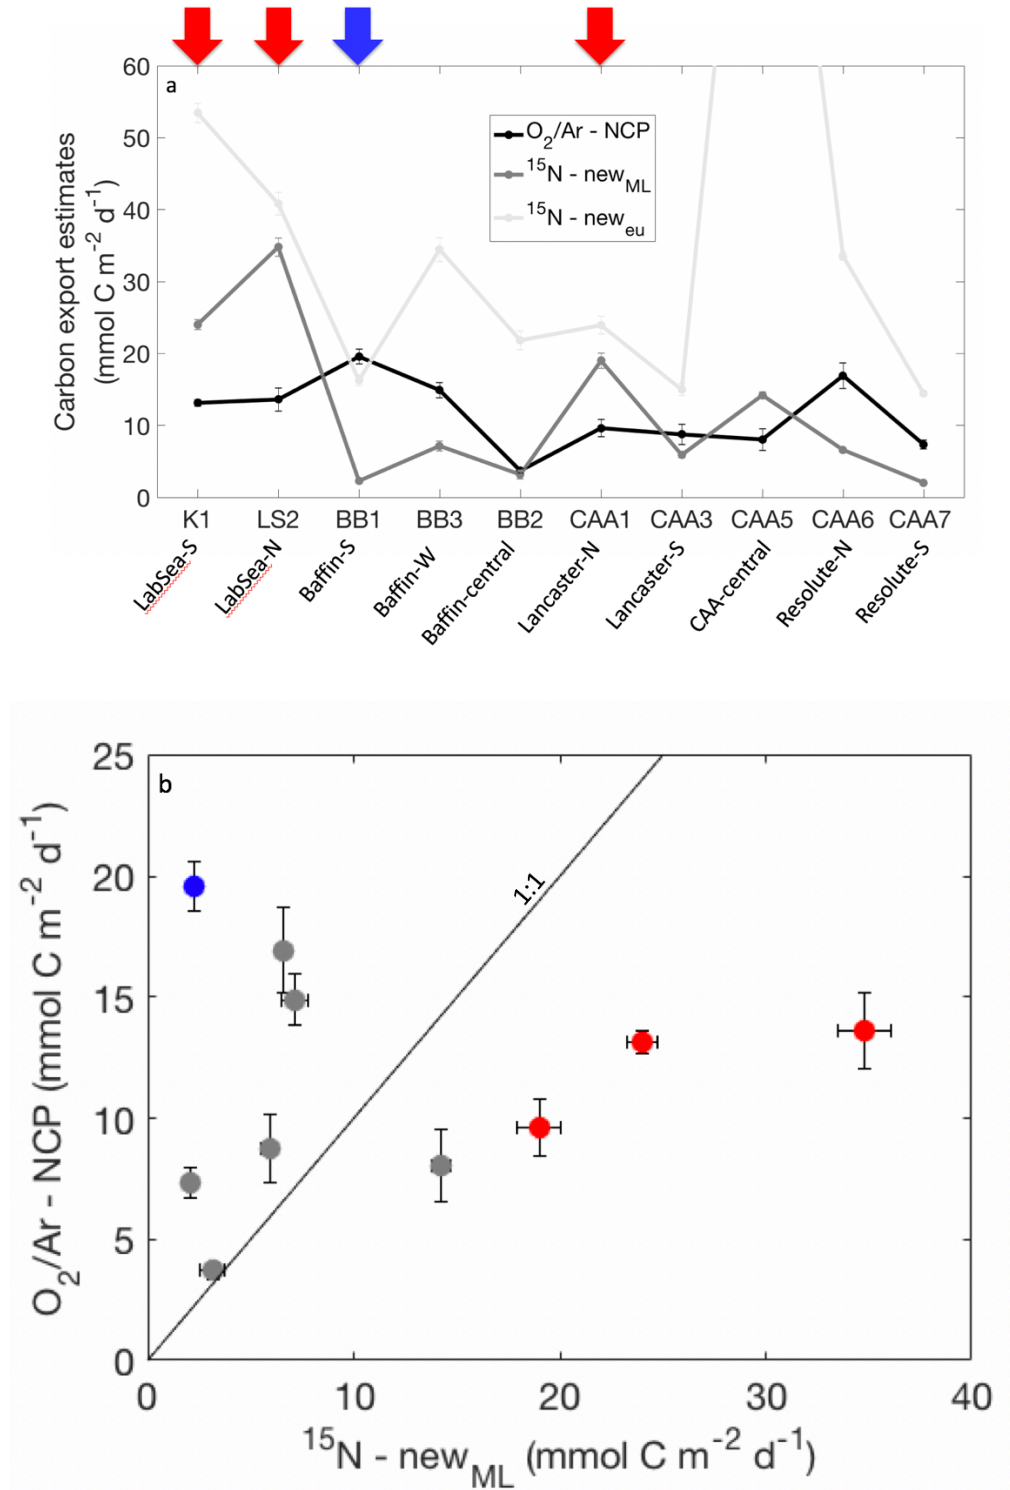 60
a
50
40
30
20
10
0
Carbon export estimates
(mmol C m-2 d-1)
O2/Ar - NCP
15N - newML
15N - neweu
K1 LS2 BB1 BB3 BB2 CAA1 CAA3 CAA5 CAA6 CAA7
LabSea-S
LabSea-N
Baffin-S
Baffin-W
Baffin-central
Lancaster-N
Lancaster-S
CAA-central
Resolute-N
Resolute-S
25
b
20
15
10
5
0
1:1
O2/Ar - NCP (mmol C m-2 d-1)
0 10 20 30 40
15N - newML (mmol C m-2 d-1)